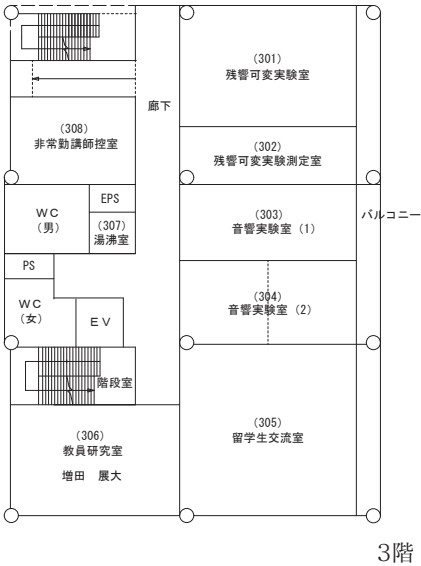 (301)
残響可変実験室
廊下
(308)
非常勤講師控室
(302)
残響可変実験測定室
EPS
WC
(男)
(307)
湯沸室
(303)
音響実験室 (1)
バルコニー
PS
WC
(女)
EV
(304)
音響実験室 (2)
階段室
(306)
教員研究室
増田 展大
(305)
留学生交流室
3階